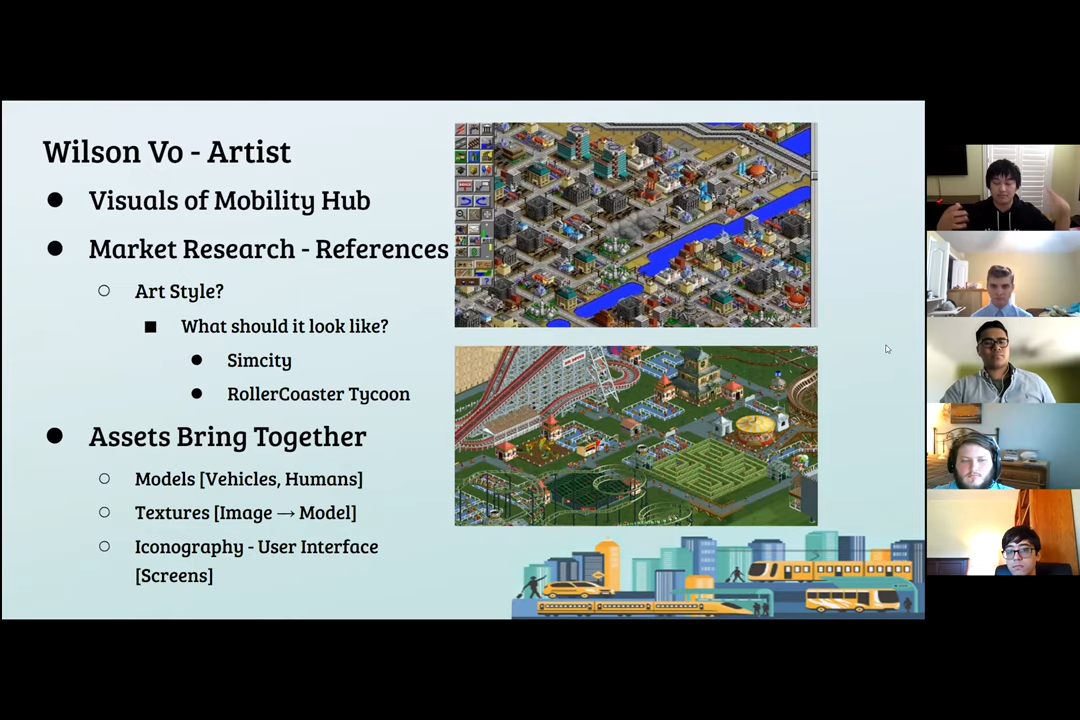 Wilson Vo - Artist
● Visuals of Mobility Hub
● Market Research - References
○ Art Style?
■ What should it look like?
● Simcity
● RollerCoaster Tycoon
● Assets Bring Together
○ Models [Vehicles, Humans]
○ Textures [Image → Model]
○ Iconography - User Interface
[Screens]